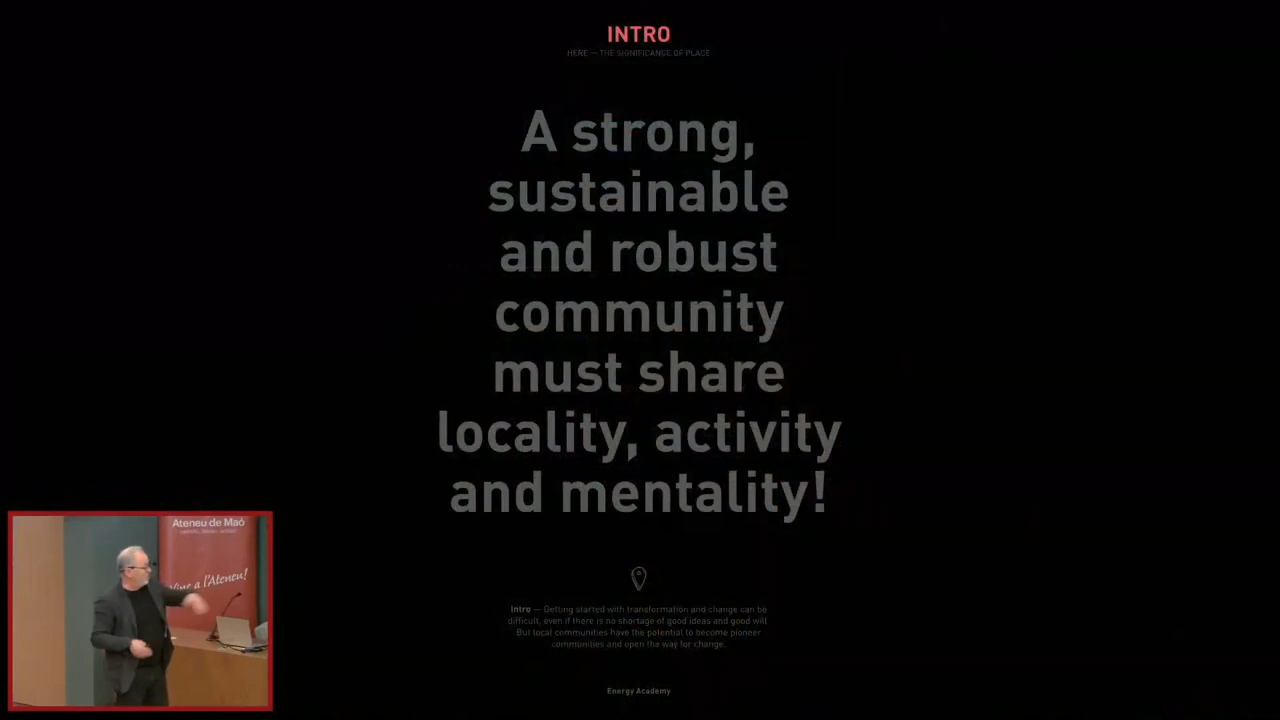 INTRO
HERE — THE SIGNIFICANCE OF PLACE
A strong,
sustainable
and robust
community
must share
locality, activity
and mentality!
Intro — Getting started with transformation and change can be
difficult, even if there is no shortage of good ideas and good will
But local communities have the potential to become pioneer
communities and open the way for change.
Energy Academy
Ateneu de Maó
Vine a l'Ateneu!